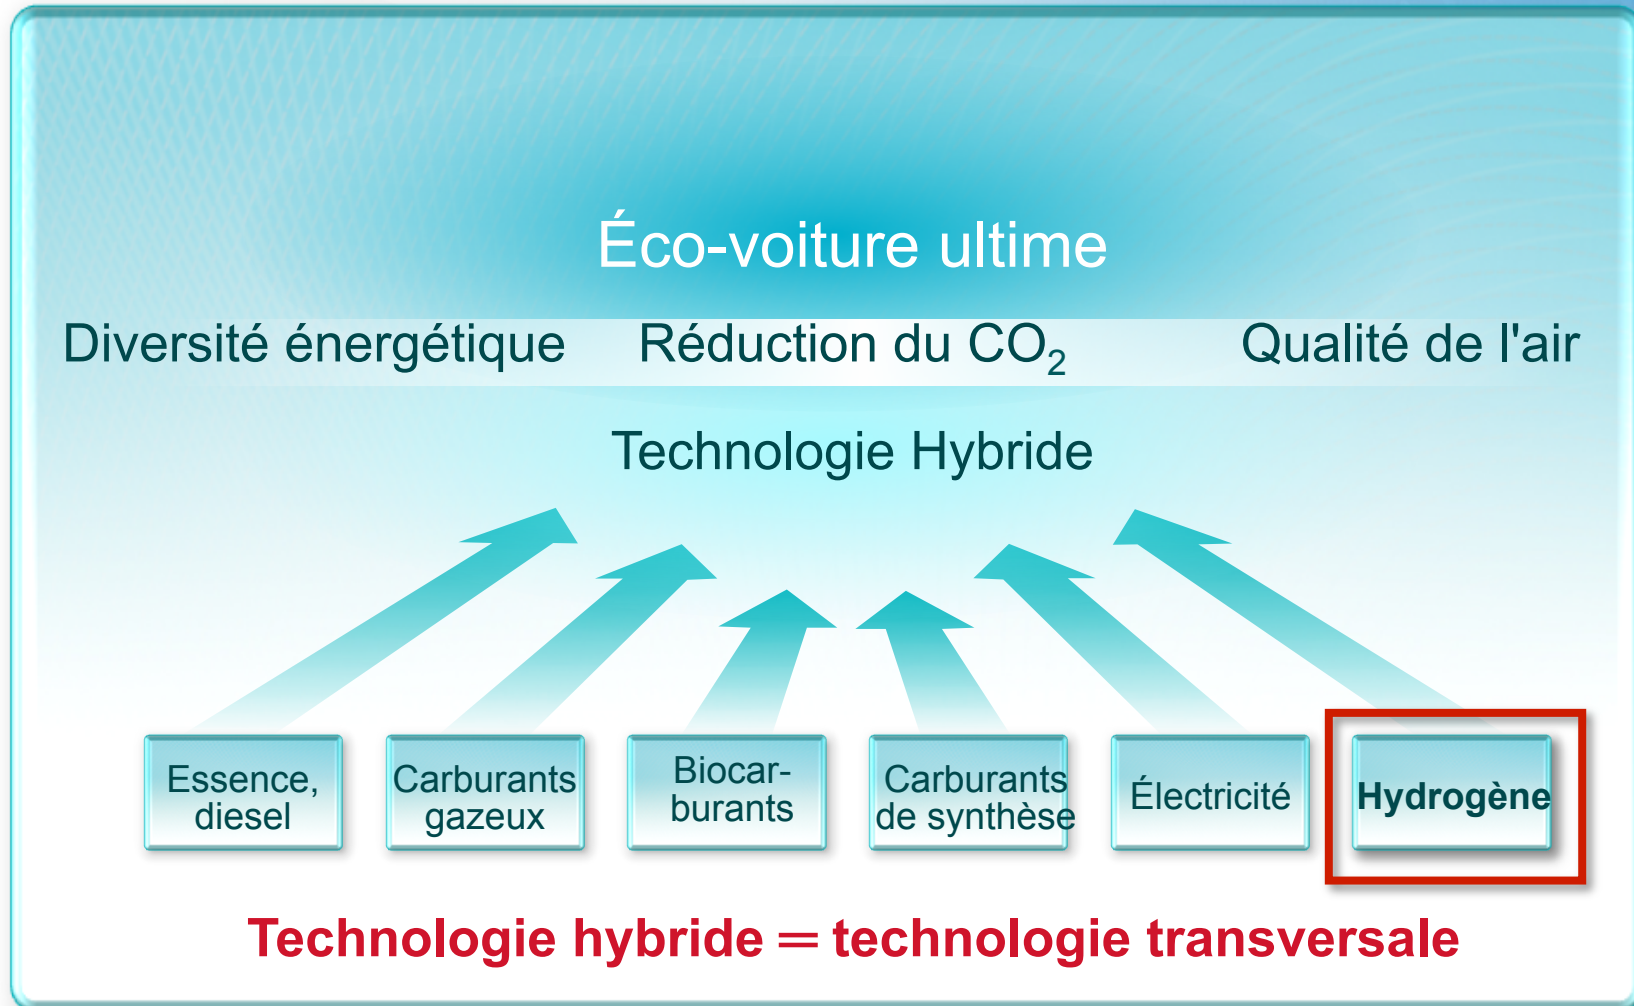 Éco-voiture ultime
Diversité énergétique Réduction du CO₂ Qualité de l'air
Technologie Hybride
Essence,
diesel
Carburants
gazeux
Biocar-
burants
Carburants
de synthèse
Électricité
Hydrogène
Technologie hybride = technologie transversale